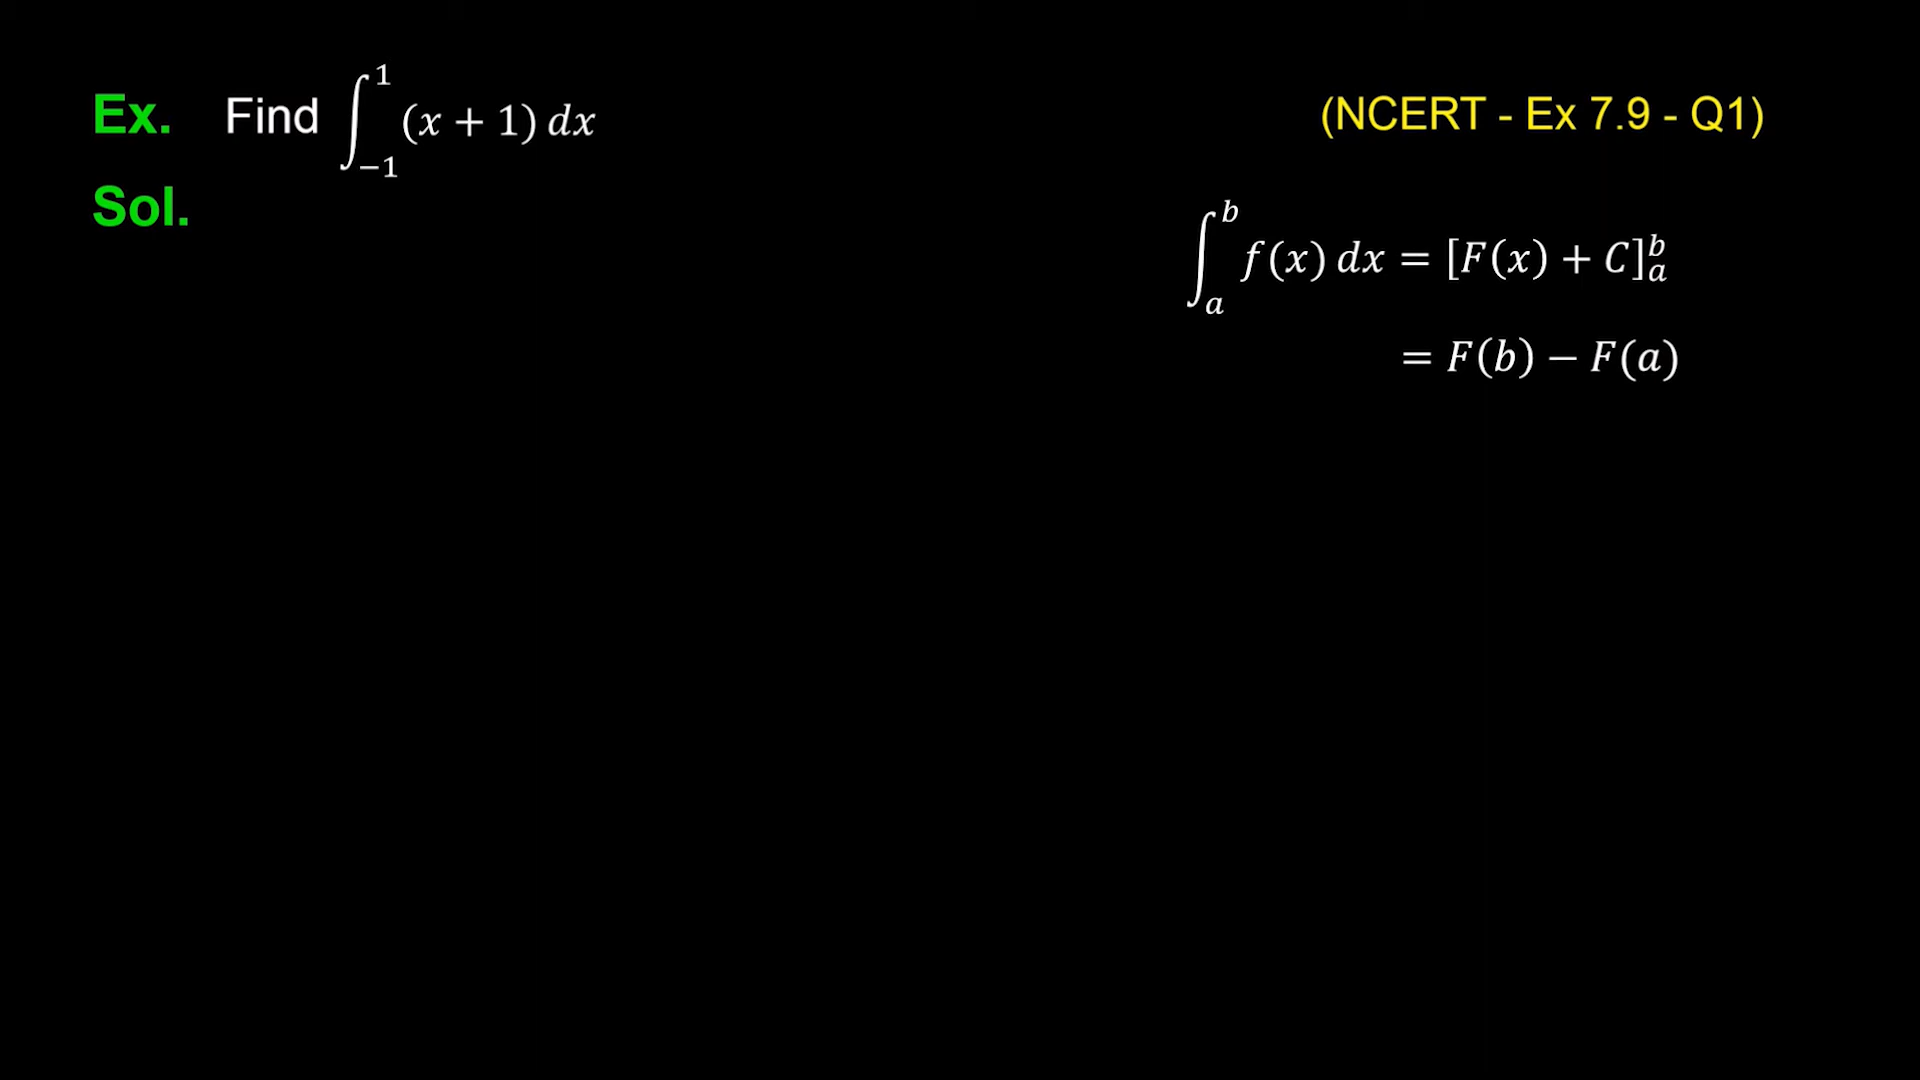 Ex. Find ∫_{-1}^{1} (x + 1) dx (NCERT - Ex 7.9 - Q1)
Sol.
∫_a^b f(x) dx = [F(x) + C]_a^b
= F(b) − F(a)